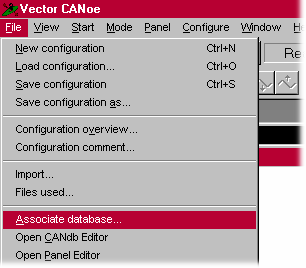 Vector CANoe
File View Start Mode Panel Configure Window
New configuration Ctrl+N
Load configuration... Ctrl+O
Save configuration Ctrl+S
Save configuration as...
Configuration overview...
Configuration comment...
Import...
Files used...
Associate database...
Open CANdb Editor
Open Panel Editor